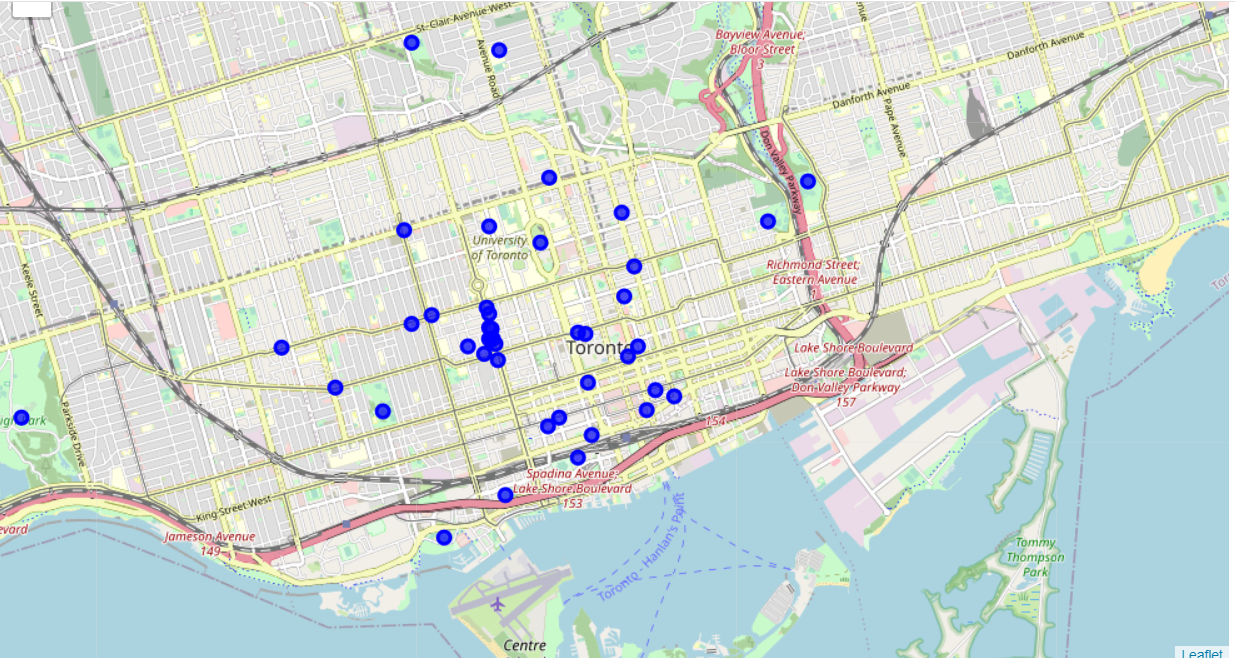 St. Clair Avenue West
Avenue Road
Bayview Avenue;
Bloor Street
3
Danforth Avenue
Danforth Avenue
Pape Avenue
Don Valley Parkway
University
of Toronto
Keele Street
Richmond Street;
Eastern Avenue
1
Toronto
Lake Shore Boulevard
Lake Shore Boulevard;
Don Valley Parkway
157
Parkside Drive
154
Spadina Avenue;
Lake Shore Boulevard
153
King Street West
Jameson Avenue
149
Toronto - Hanlan's Point
Tommy
Thompson
Park
Centre
Leaflet